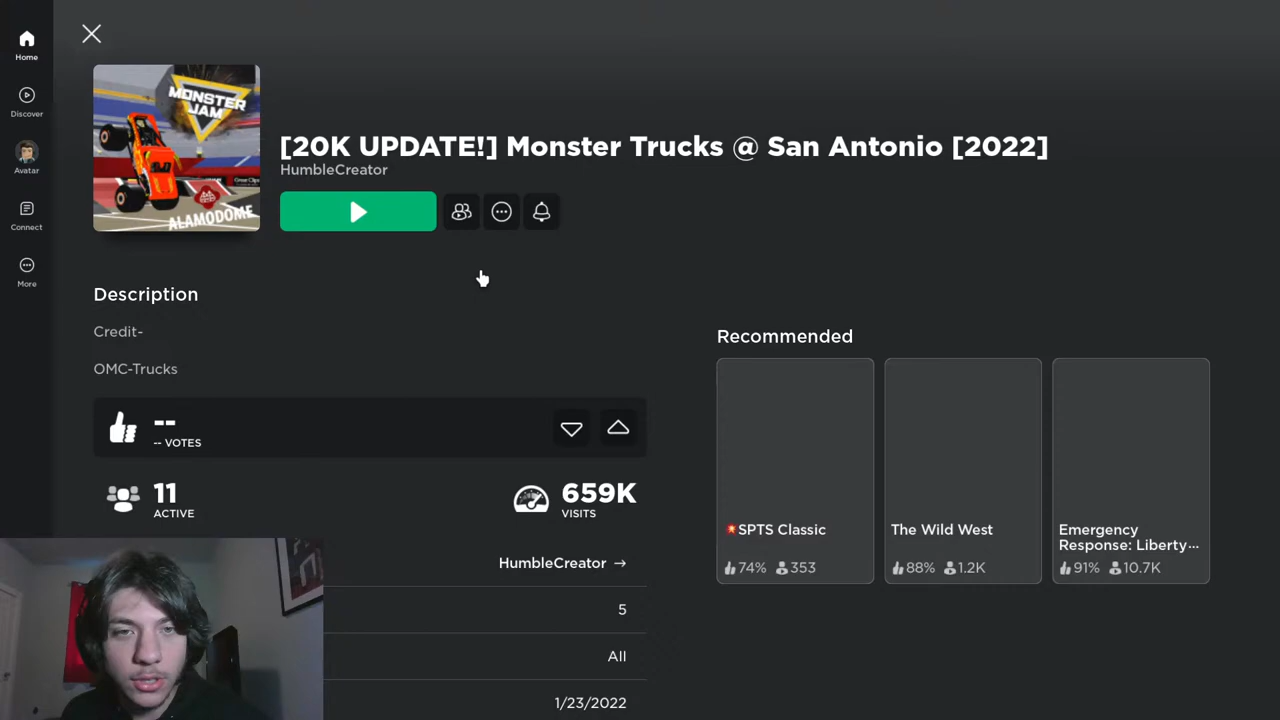 Home
Discover
Avatar
Connect
More
MONSTER
JAM
ALAMODOME
[20K UPDATE!] Monster Trucks @ San Antonio [2022]
HumbleCreator
Description
Credit-
OMC-Trucks
--
-- VOTES
11
ACTIVE
659K
VISITS
HumbleCreator →
5
All
1/23/2022
Recommended
SPTS Classic
74% 353
The Wild West
88% 1.2K
Emergency
Response: Liberty...
91% 10.7K